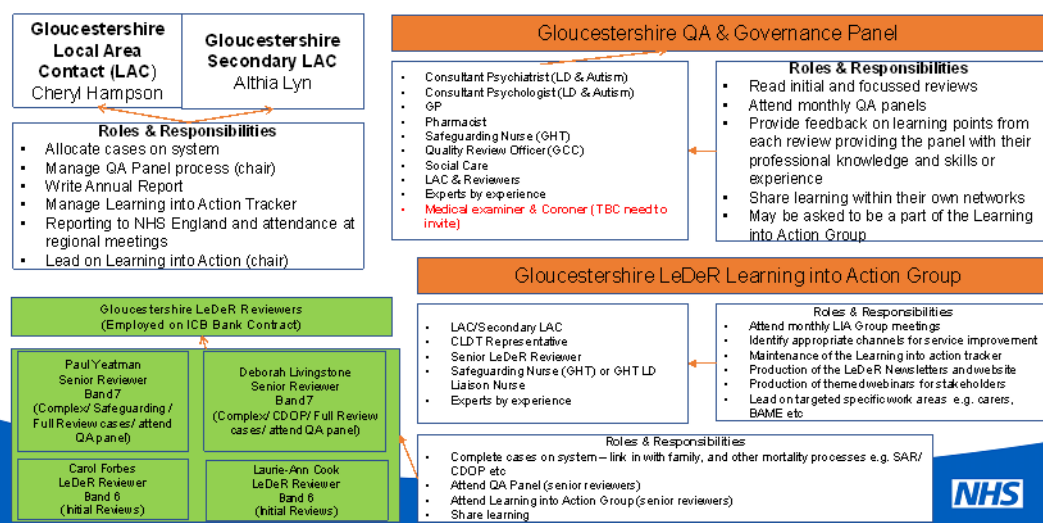 Gloucestershire
Local Area
Contact (LAC)
Cheryl Hampson
Gloucestershire
Secondary LAC
Althia Lyn
Roles & Responsibilities
Allocate cases on system
Manage QA Panel process (chair)
Write Annual Report
Manage Learning into Action Tracker
Reporting to NHS England and attendance at
regional meetings
Lead on Learning into Action (chair)
Gloucestershire QA & Governance Panel
Consultant Psychiatrist (LD & Autism)
Consultant Psychologist (LD & Autism)
GP
Pharmacist
Safeguarding Nurse (GHT)
Quality Review Officer (GCC)
Social Care
LAC & Reviewers
Experts by experience
Medical examiner & Coroner (TBC need to
invite)
Roles & Responsibilities
Read initial and focussed reviews
Attend monthly QA panels
Provide feedback on learning points from
each review providing the panel with their
professional knowledge and skills or
experience
Share learning within their own networks
May be asked to be a part of the Learning
into Action Group
Gloucestershire LeDeR Learning into Action Group
LAC/Secondary LAC
CLDT Representative
Senior LeDeR Reviewer
Safeguarding Nurse (GHT) or GHT LD
Liaison Nurse
Experts by experience
Roles & Responsibilities
Attend monthly LIA Group meetings
Identify appropriate channels for service improvement
Maintenance of the Learning into action tracker
Production of the LeDeR Newsletters and website
Production of themed webinars for stakeholders
Lead on targeted specific work areas e.g. carers,
BAME etc
Gloucestershire LeDeR Reviewers
(Employed on ICB Bank Contract)
Paul Yeatman
Senior Reviewer
Band 7
(Complex/ Safeguarding /
Full Review cases/ attend
QA panel)
Deborah Livingstone
Senior Reviewer
Band 7
(Complex/ CDOP/ Full Review
cases/ attend QA panel)
Carol Forbes
LeDeR Reviewer
Band 6
(Initial Reviews)
Laurie-Ann Cook
LeDeR Reviewer
Band 6
(Initial Reviews)
Roles & Responsibilities
Complete cases on system – link in with family, and other mortality processes e.g. SAR/
CDOP etc
Attend QA Panel (senior reviewers)
Attend Learning into Action Group (senior reviewers)
Share learning
NHS